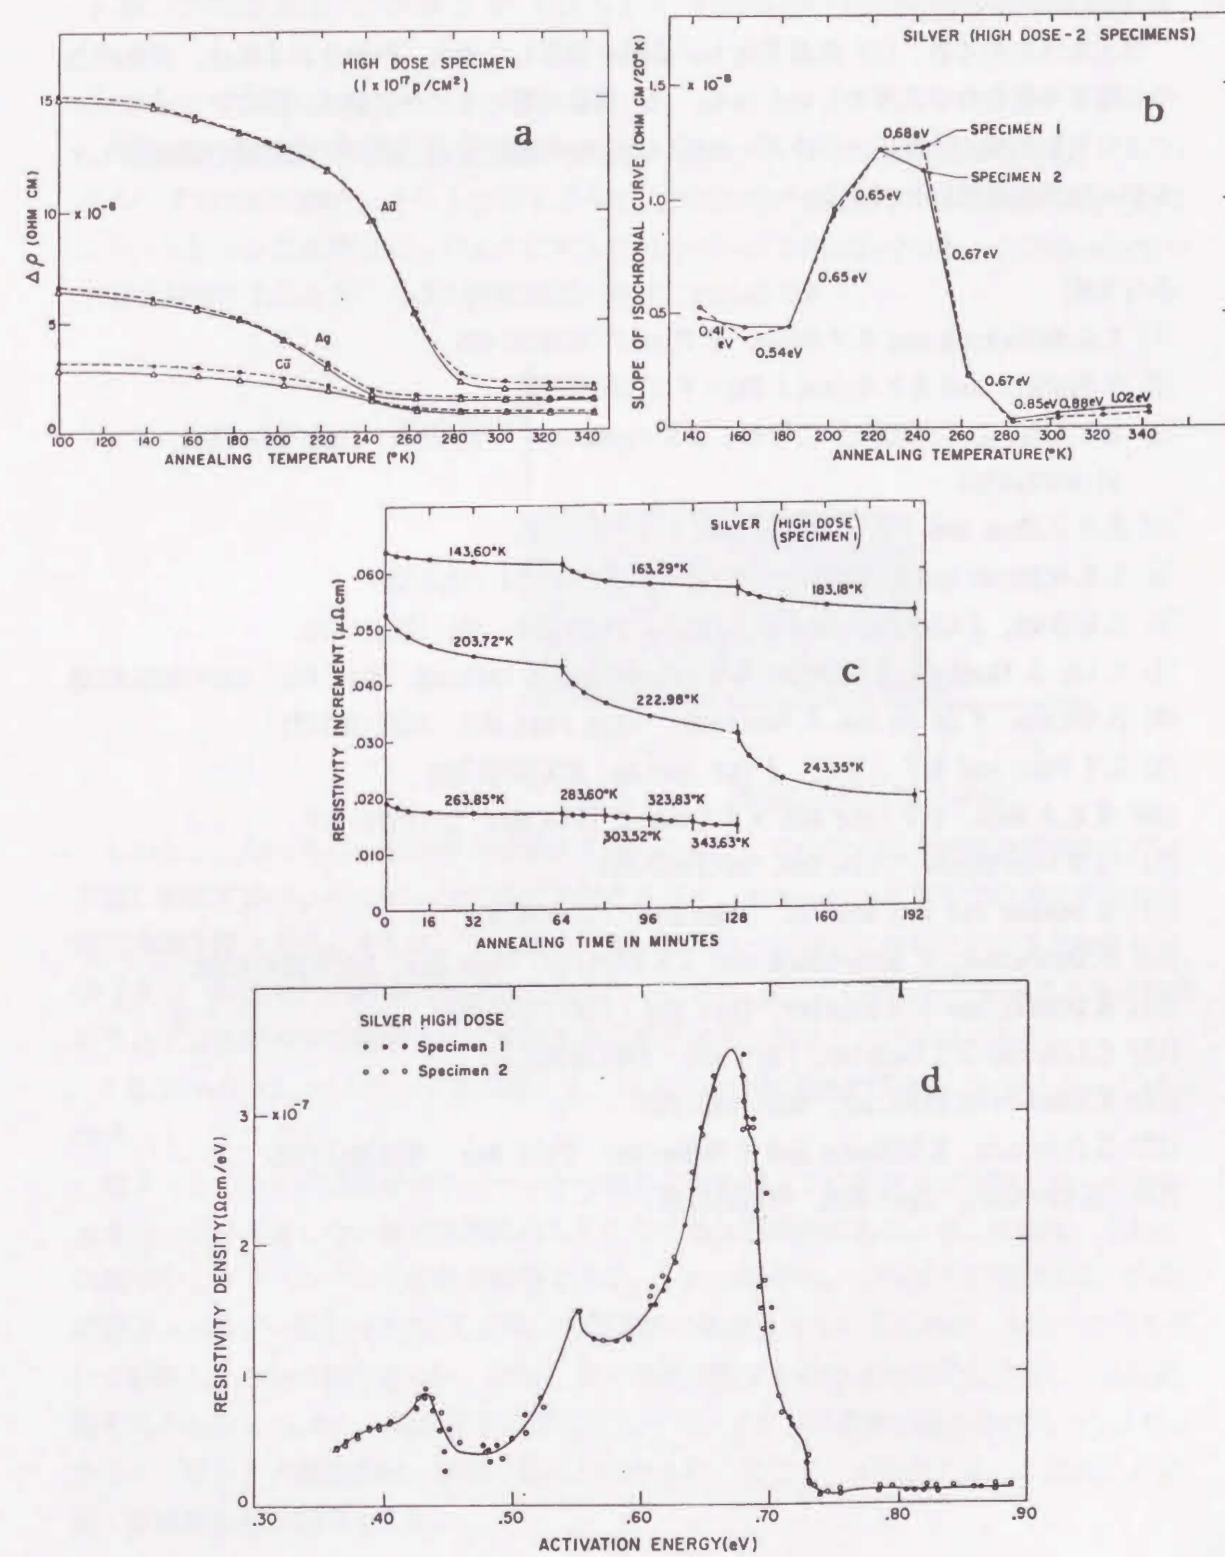 HIGH DOSE SPECIMEN
(1 x 10¹⁷ p/CM²)
a
15
10 x 10⁻⁸
5
0
Δρ (OHM CM)
Au
Ag
Cu
100 120 140 160 180 200 220 240 260 280 300 320 340
ANNEALING TEMPERATURE (°K)
SILVER (HIGH DOSE-2 SPECIMENS)
b
1.5 x 10⁻⁸
1.0
0.5
0
SLOPE OF ISOCHRONAL CURVE (OHM CM/20°K)
0.68eV
SPECIMEN 1
SPECIMEN 2
0.65eV
0.67eV
0.65eV
0.41
eV
0.54eV
0.67eV
0.85eV 0.88eV 1.02eV
140 160 180 200 220 240 260 280 300 320 340
ANNEALING TEMPERATURE(°K)
SILVER (HIGH DOSE
SPECIMEN 1)
c
.060
.050
.040
.030
.020
.010
0
RESISTIVITY INCREMENT (μΩcm)
143.60°K
163.29°K
183.18°K
203.72°K
222.98°K
243.35°K
263.85°K
283.60°K
323.83°K
303.52°K
343.63°K
0 16 32 64 96 128 160 192
ANNEALING TIME IN MINUTES
SILVER HIGH DOSE
• • • Specimen 1
o o o Specimen 2
d
3 x10⁻⁷
2
1
0
RESISTIVITY DENSITY(Ωcm/eV)
.30 .40 .50 .60 .70 .80 .90
ACTIVATION ENERGY(eV)